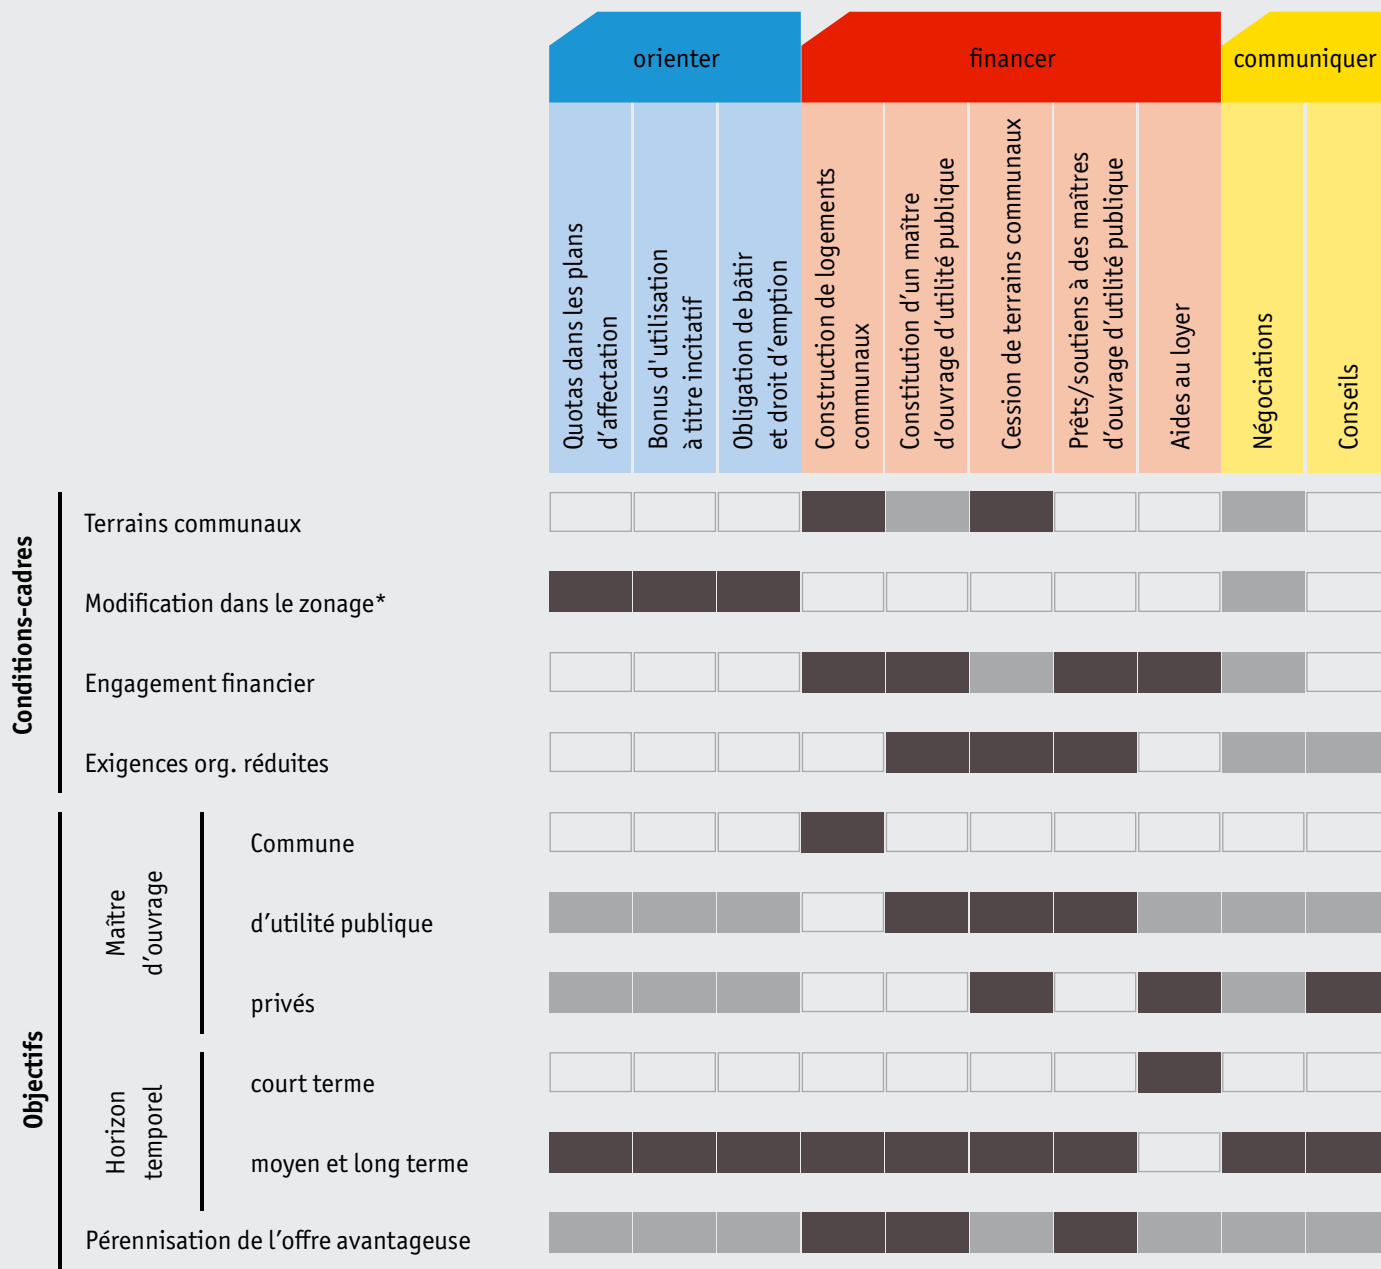 orienter
financer
communiquer
Quotas dans les plans
d'affectation
Bonus d'utilisation
à titre incitatif
Obligation de bâtir
et droit d'emption
Construction de logements
communaux
Constitution d'un maître
d'ouvrage d'utilité publique
Cession de terrains communaux
Prêts/soutiens à des maîtres
d'ouvrage d'utilité publique
Aides au loyer
Négociations
Conseils
Conditions-cadres
Terrains communaux
Modification dans le zonage*
Engagement financier
Exigences org. réduites
Objectifs
Maître
d'ouvrage
Commune
d'utilité publique
privés
Horizon
temporel
court terme
moyen et long terme
Pérennisation de l'offre avantageuse